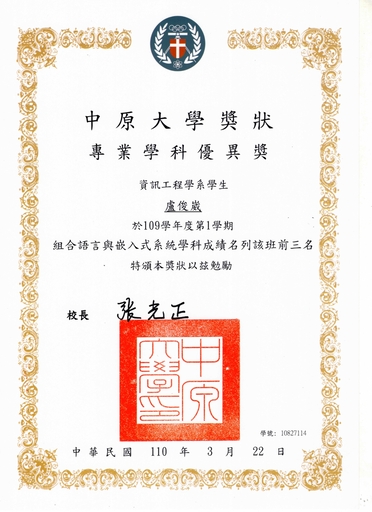 中原大學獎狀
專業學科優異獎
資訊工程學系學生
盧俊崴
於109學年度第1學期
組合語言與嵌入式系統學科成績名列該班前三名
特頒本獎狀以茲勉勵
校長 張光正
中原大學印
學號: 10827114
中華民國 110 年 3 月 22 日